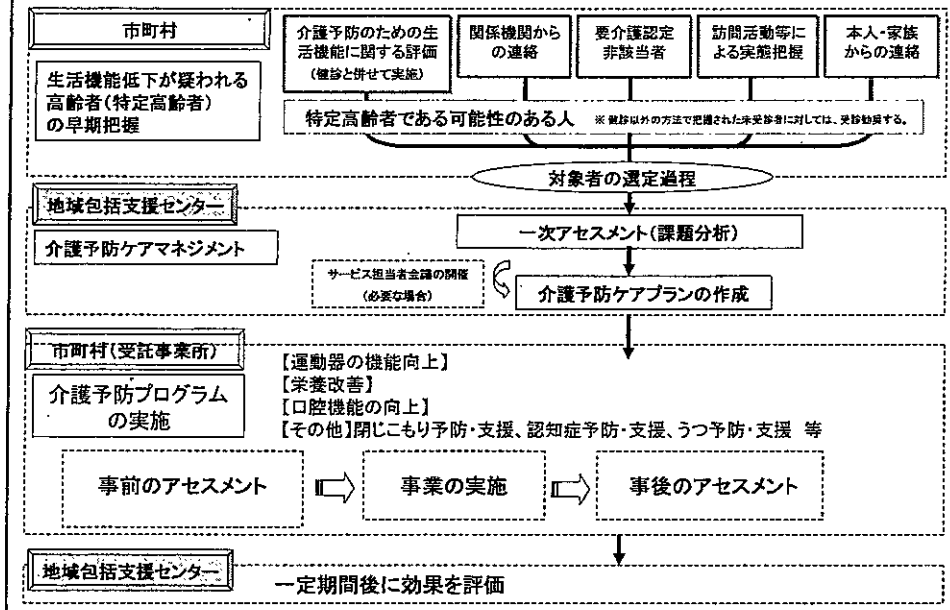 市町村
生活機能低下が疑われる
高齢者(特定高齢者)
の早期把握
介護予防のための生
活機能に関する評価
(健診と併せて実施)
関係機関から
の連絡
要介護認定
非該当者
訪問活動等に
よる実態把握
本人・家族
からの連絡
特定高齢者である可能性のある人 ※ 健診以外の方法で把握された未受診者に対しては、受診勧奨する。
対象者の選定過程
地域包括支援センター
介護予防ケアマネジメント
一次アセスメント(課題分析)
サービス担当者会議の開催
(必要な場合)
介護予防ケアプランの作成
市町村(受託事業所)
介護予防プログラム
の実施
【運動器の機能向上】
【栄養改善】
【口腔機能の向上】
【その他】閉じこもり予防・支援、認知症予防・支援、うつ予防・支援 等
事前のアセスメント
事業の実施
事後のアセスメント
地域包括支援センター
一定期間後に効果を評価